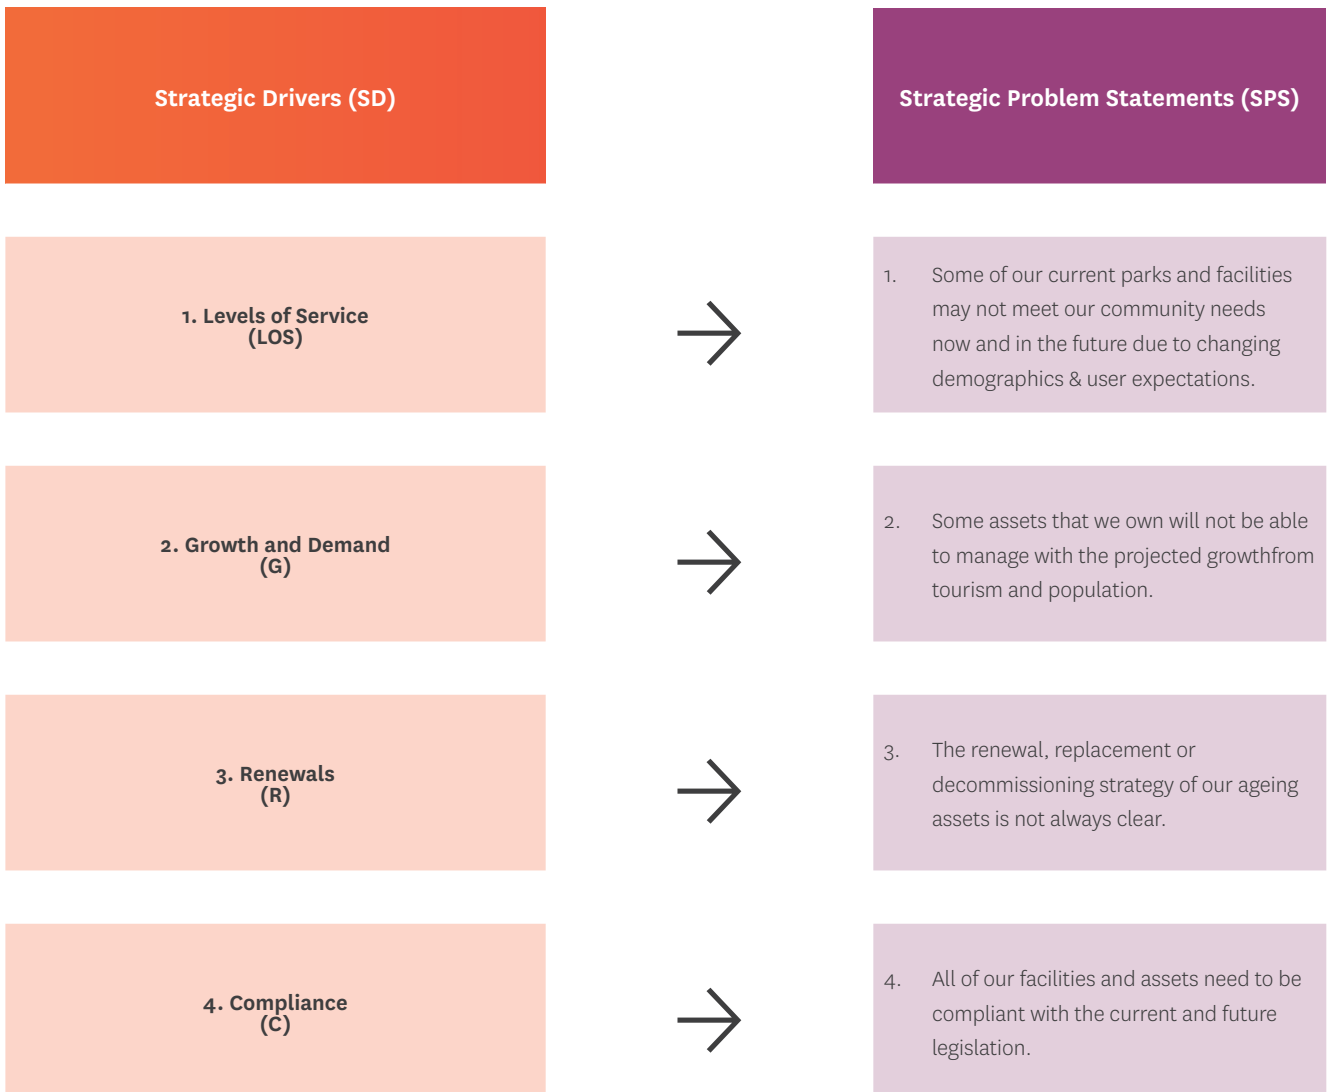 Strategic Drivers (SD)
Strategic Problem Statements (SPS)
1. Levels of Service
(LOS)
1. Some of our current parks and facilities
may not meet our community needs
now and in the future due to changing
demographics & user expectations.
2. Growth and Demand
(G)
2. Some assets that we own will not be able
to manage with the projected growthfrom
tourism and population.
3. Renewals
(R)
3. The renewal, replacement or
decommissioning strategy of our ageing
assets is not always clear.
4. Compliance
(C)
4. All of our facilities and assets need to be
compliant with the current and future
legislation.